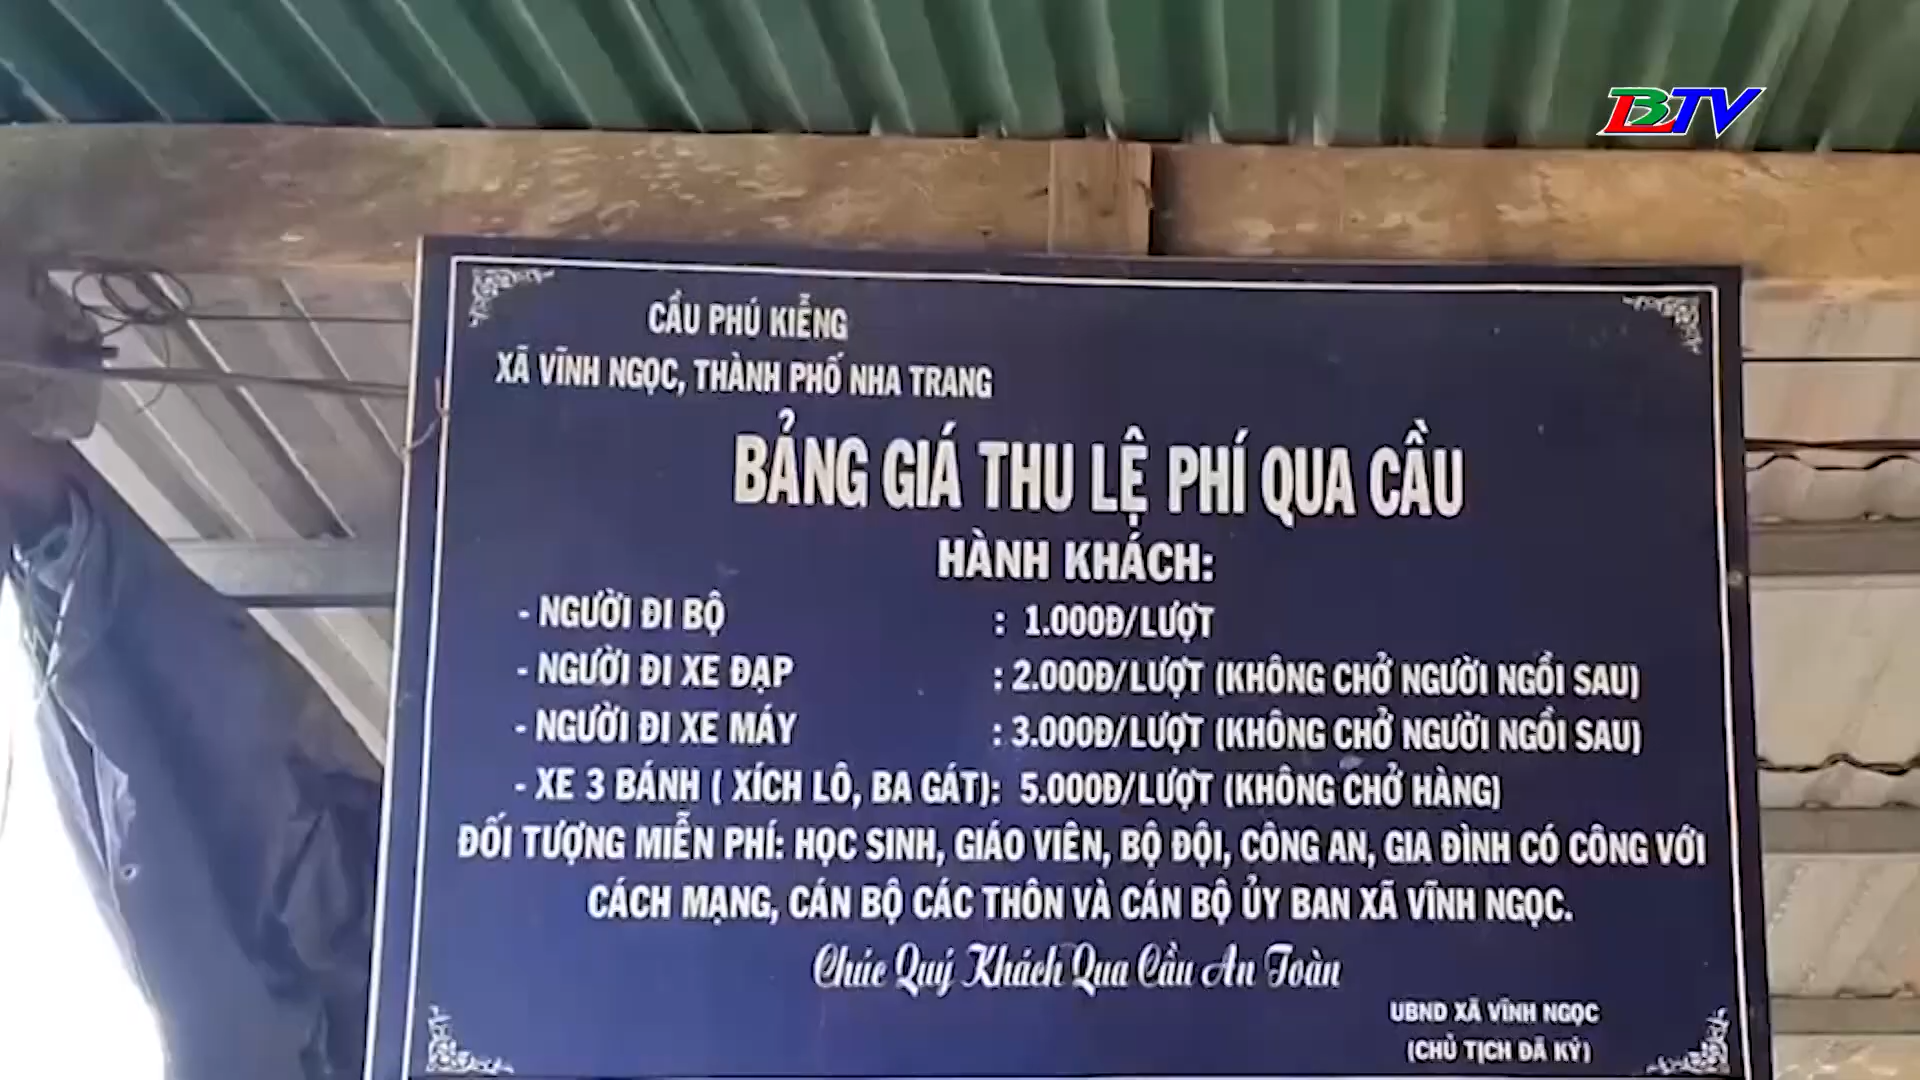 BTV
CẦU PHÚ KIỄNG
XÃ VĨNH NGỌC, THÀNH PHỐ NHA TRANG
BẢNG GIÁ THU LỆ PHÍ QUA CẦU
HÀNH KHÁCH:
- NGƯỜI ĐI BỘ : 1.000Đ/LƯỢT
- NGƯỜI ĐI XE ĐẠP : 2.000Đ/LƯỢT (KHÔNG CHỞ NGƯỜI NGỒI SAU)
- NGƯỜI ĐI XE MÁY : 3.000Đ/LƯỢT (KHÔNG CHỞ NGƯỜI NGỒI SAU)
- XE 3 BÁNH ( XÍCH LÔ, BA GÁT): 5.000Đ/LƯỢT (KHÔNG CHỞ HÀNG)
ĐỐI TƯỢNG MIỄN PHÍ: HỌC SINH, GIÁO VIÊN, BỘ ĐỘI, CÔNG AN, GIA ĐÌNH CÓ CÔNG VỚI
CÁCH MẠNG, CÁN BỘ CÁC THÔN VÀ CÁN BỘ ỦY BAN XÃ VĨNH NGỌC.
Chúc Quý Khách Qua Cầu An Toàn
UBND XÃ VĨNH NGỌC
(CHỦ TỊCH ĐÃ KÝ)